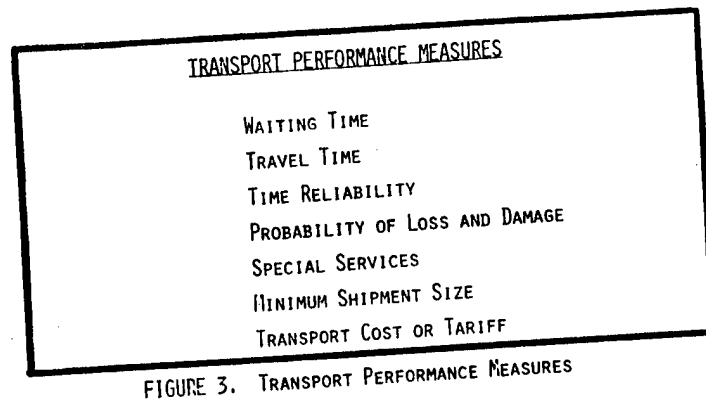 TRANSPORT PERFORMANCE MEASURES
WAITING TIME
TRAVEL TIME
TIME RELIABILITY
PROBABILITY OF LOSS AND DAMAGE
SPECIAL SERVICES
MINIMUM SHIPMENT SIZE
TRANSPORT COST OR TARIFF
FIGURE 3. TRANSPORT PERFORMANCE MEASURES